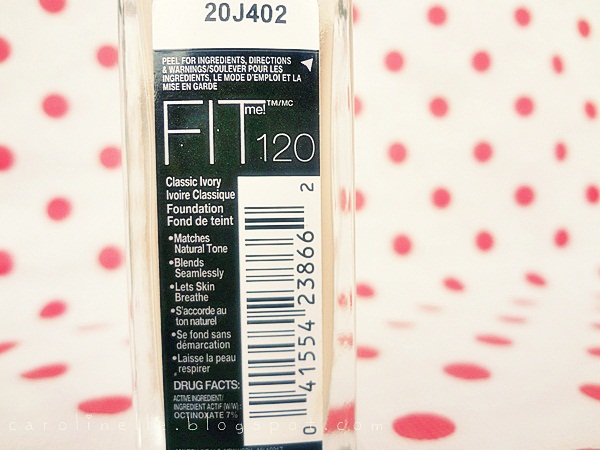 20J402
PEEL FOR INGREDIENTS, DIRECTIONS
& WARNINGS/SOULEVER POUR LES
INGRÉDIENTS, LE MODE D'EMPLOI ET LA
MISE EN GARDE
FIT me!™/MC 120
Classic Ivory
Ivoire Classique
Foundation
Fond de teint
•Matches
Natural Tone
•Blends
Seamlessly
•Lets Skin
Breathe
•S'accorde au
ton naturel
•Se fond sans
démarcation
•Laisse la peau
respirer
DRUG FACTS:
ACTIVE INGREDIENT/
INGRÉDIENT ACTIF (W/W):
OCTINOXATE 7%
0 41554 23866 2